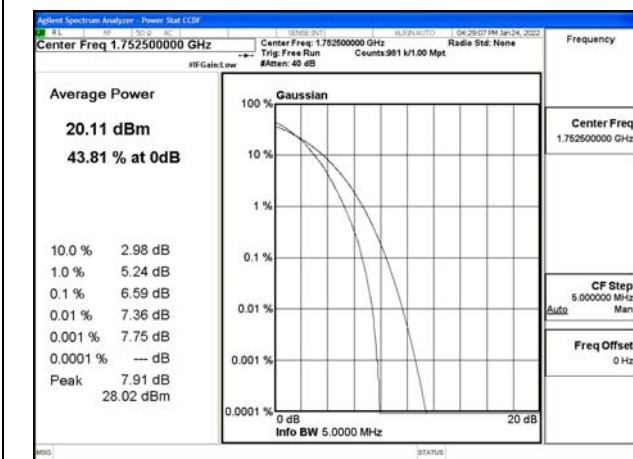 Agilent Spectrum Analyzer - Power Stat CCDF
RL RF 50 Ω AC SENSE:INT ALIGN AUTO 04:29:07 PM Jan 24, 2022
Center Freq 1.752500000 GHz
Center Freq: 1.752500000 GHz Radio Std: None
Trig: Free Run Counts:981 k/1.00 Mpt
#IFGain:Low #Atten: 40 dB
Frequency
Average Power
20.11 dBm
43.81 % at 0dB
10.0 % 2.98 dB
1.0 % 5.24 dB
0.1 % 6.59 dB
0.01 % 7.36 dB
0.001 % 7.75 dB
0.0001 % --- dB
Peak 7.91 dB
28.02 dBm
Gaussian
100 %
10 %
1 %
0.1 %
0.01 %
0.001 %
0.0001 %
0 dB 20 dB
Info BW 5.0000 MHz
Center Freq
1.752500000 GHz
CF Step
5.000000 MHz
Auto Man
Freq Offset
0 Hz
MSG STATUS